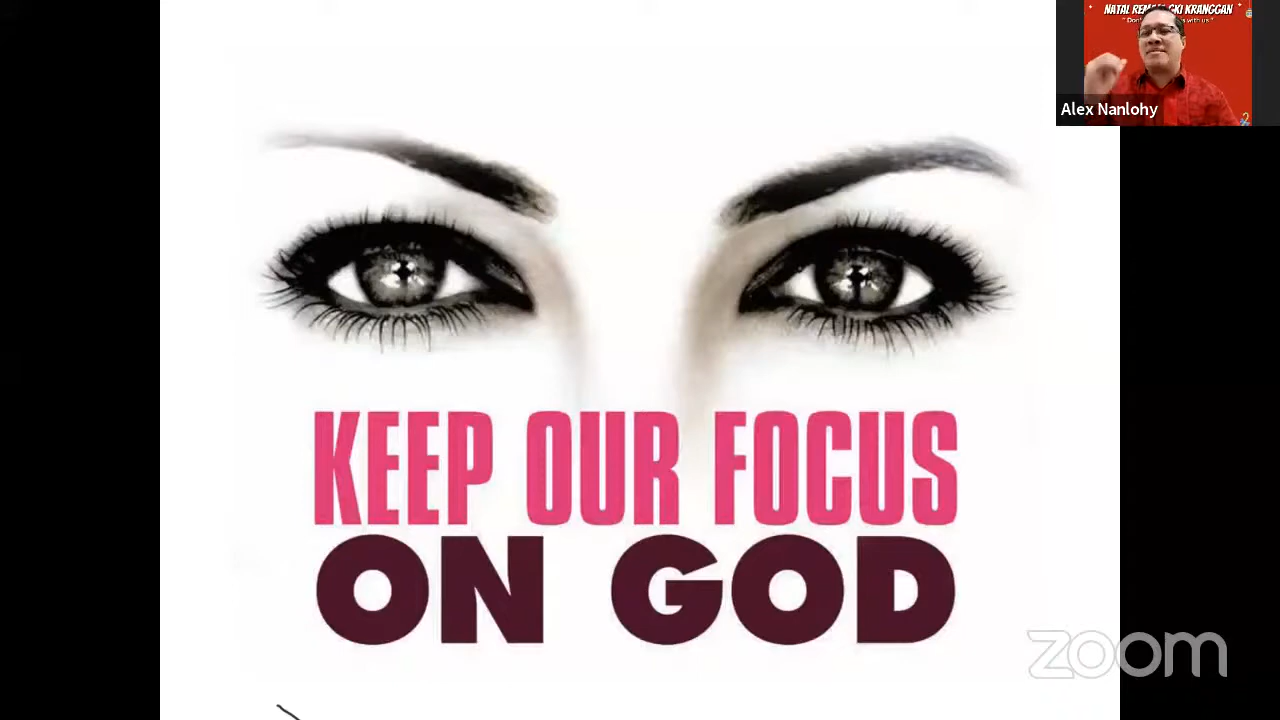 NATAL REMAJA GKI KRANGGAN
Alex Nanlohy
KEEP OUR FOCUS
ON GOD
zoom